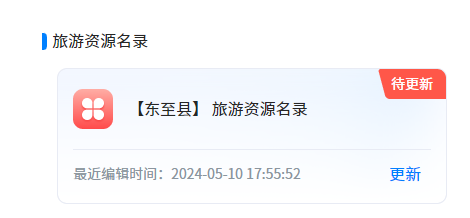 旅游资源名录
待更新
【东至县】 旅游资源名录
最近编辑时间：2024-05-10 17:55:52
更新